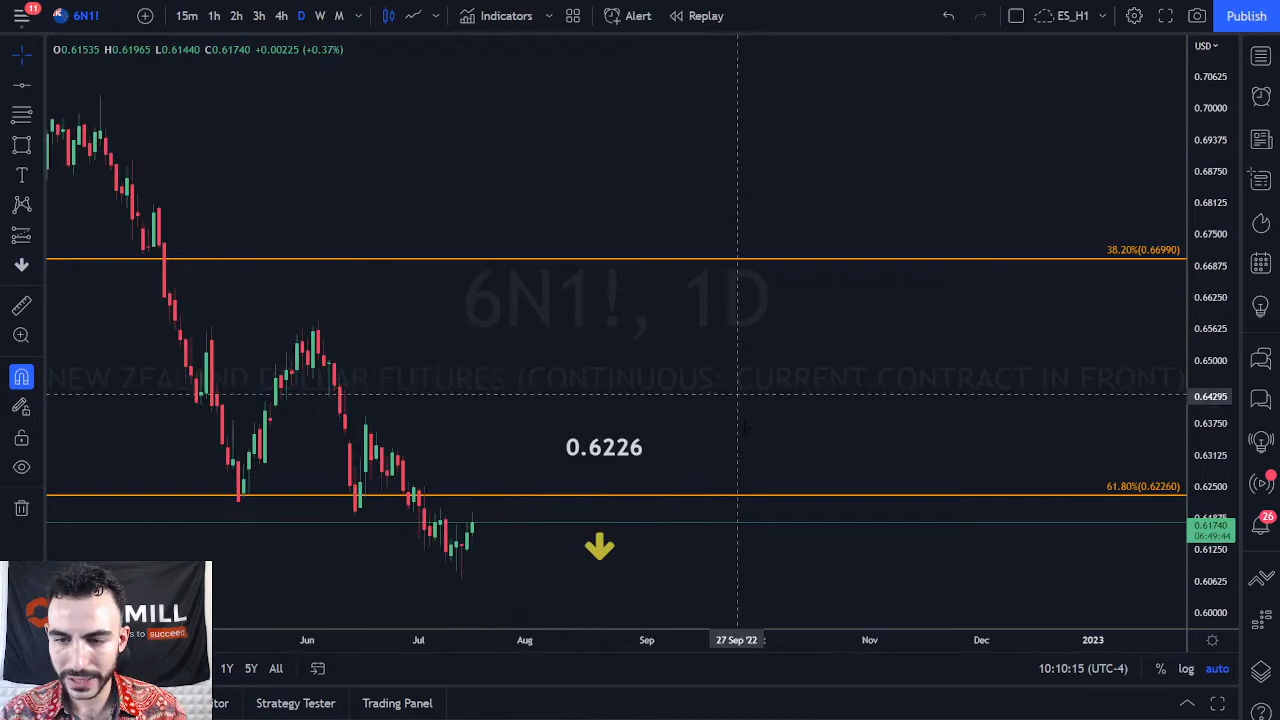 11
6N1!
15m 1h 2h 3h 4h D W M
Indicators
Alert
Replay
ES_H1
Publish
O0.61535 H0.61965 L0.61440 C0.61740 +0.00225 (+0.37%)
USD
0.70625
0.70000
0.69375
0.68750
0.68125
0.67500
38.20%(0.66990)
0.66875
6N1!, 1D
0.66250
0.65625
0.65000
NEW ZEALAND DOLLAR FUTURES (CONTINUOUS: CURRENT CONTRACT IN FRONT)
0.64295
0.63750
0.6226
0.63125
61.80%(0.62260)
0.62500
0.61875
0.61740
06:49:44
0.61250
0.60625
0.60000
26
MILL
s to succeed
Jun Jul Aug Sep 27 Sep '22 Nov Dec 2023
1Y 5Y All
10:10:15 (UTC-4)
% log auto
Strategy Tester
Trading Panel